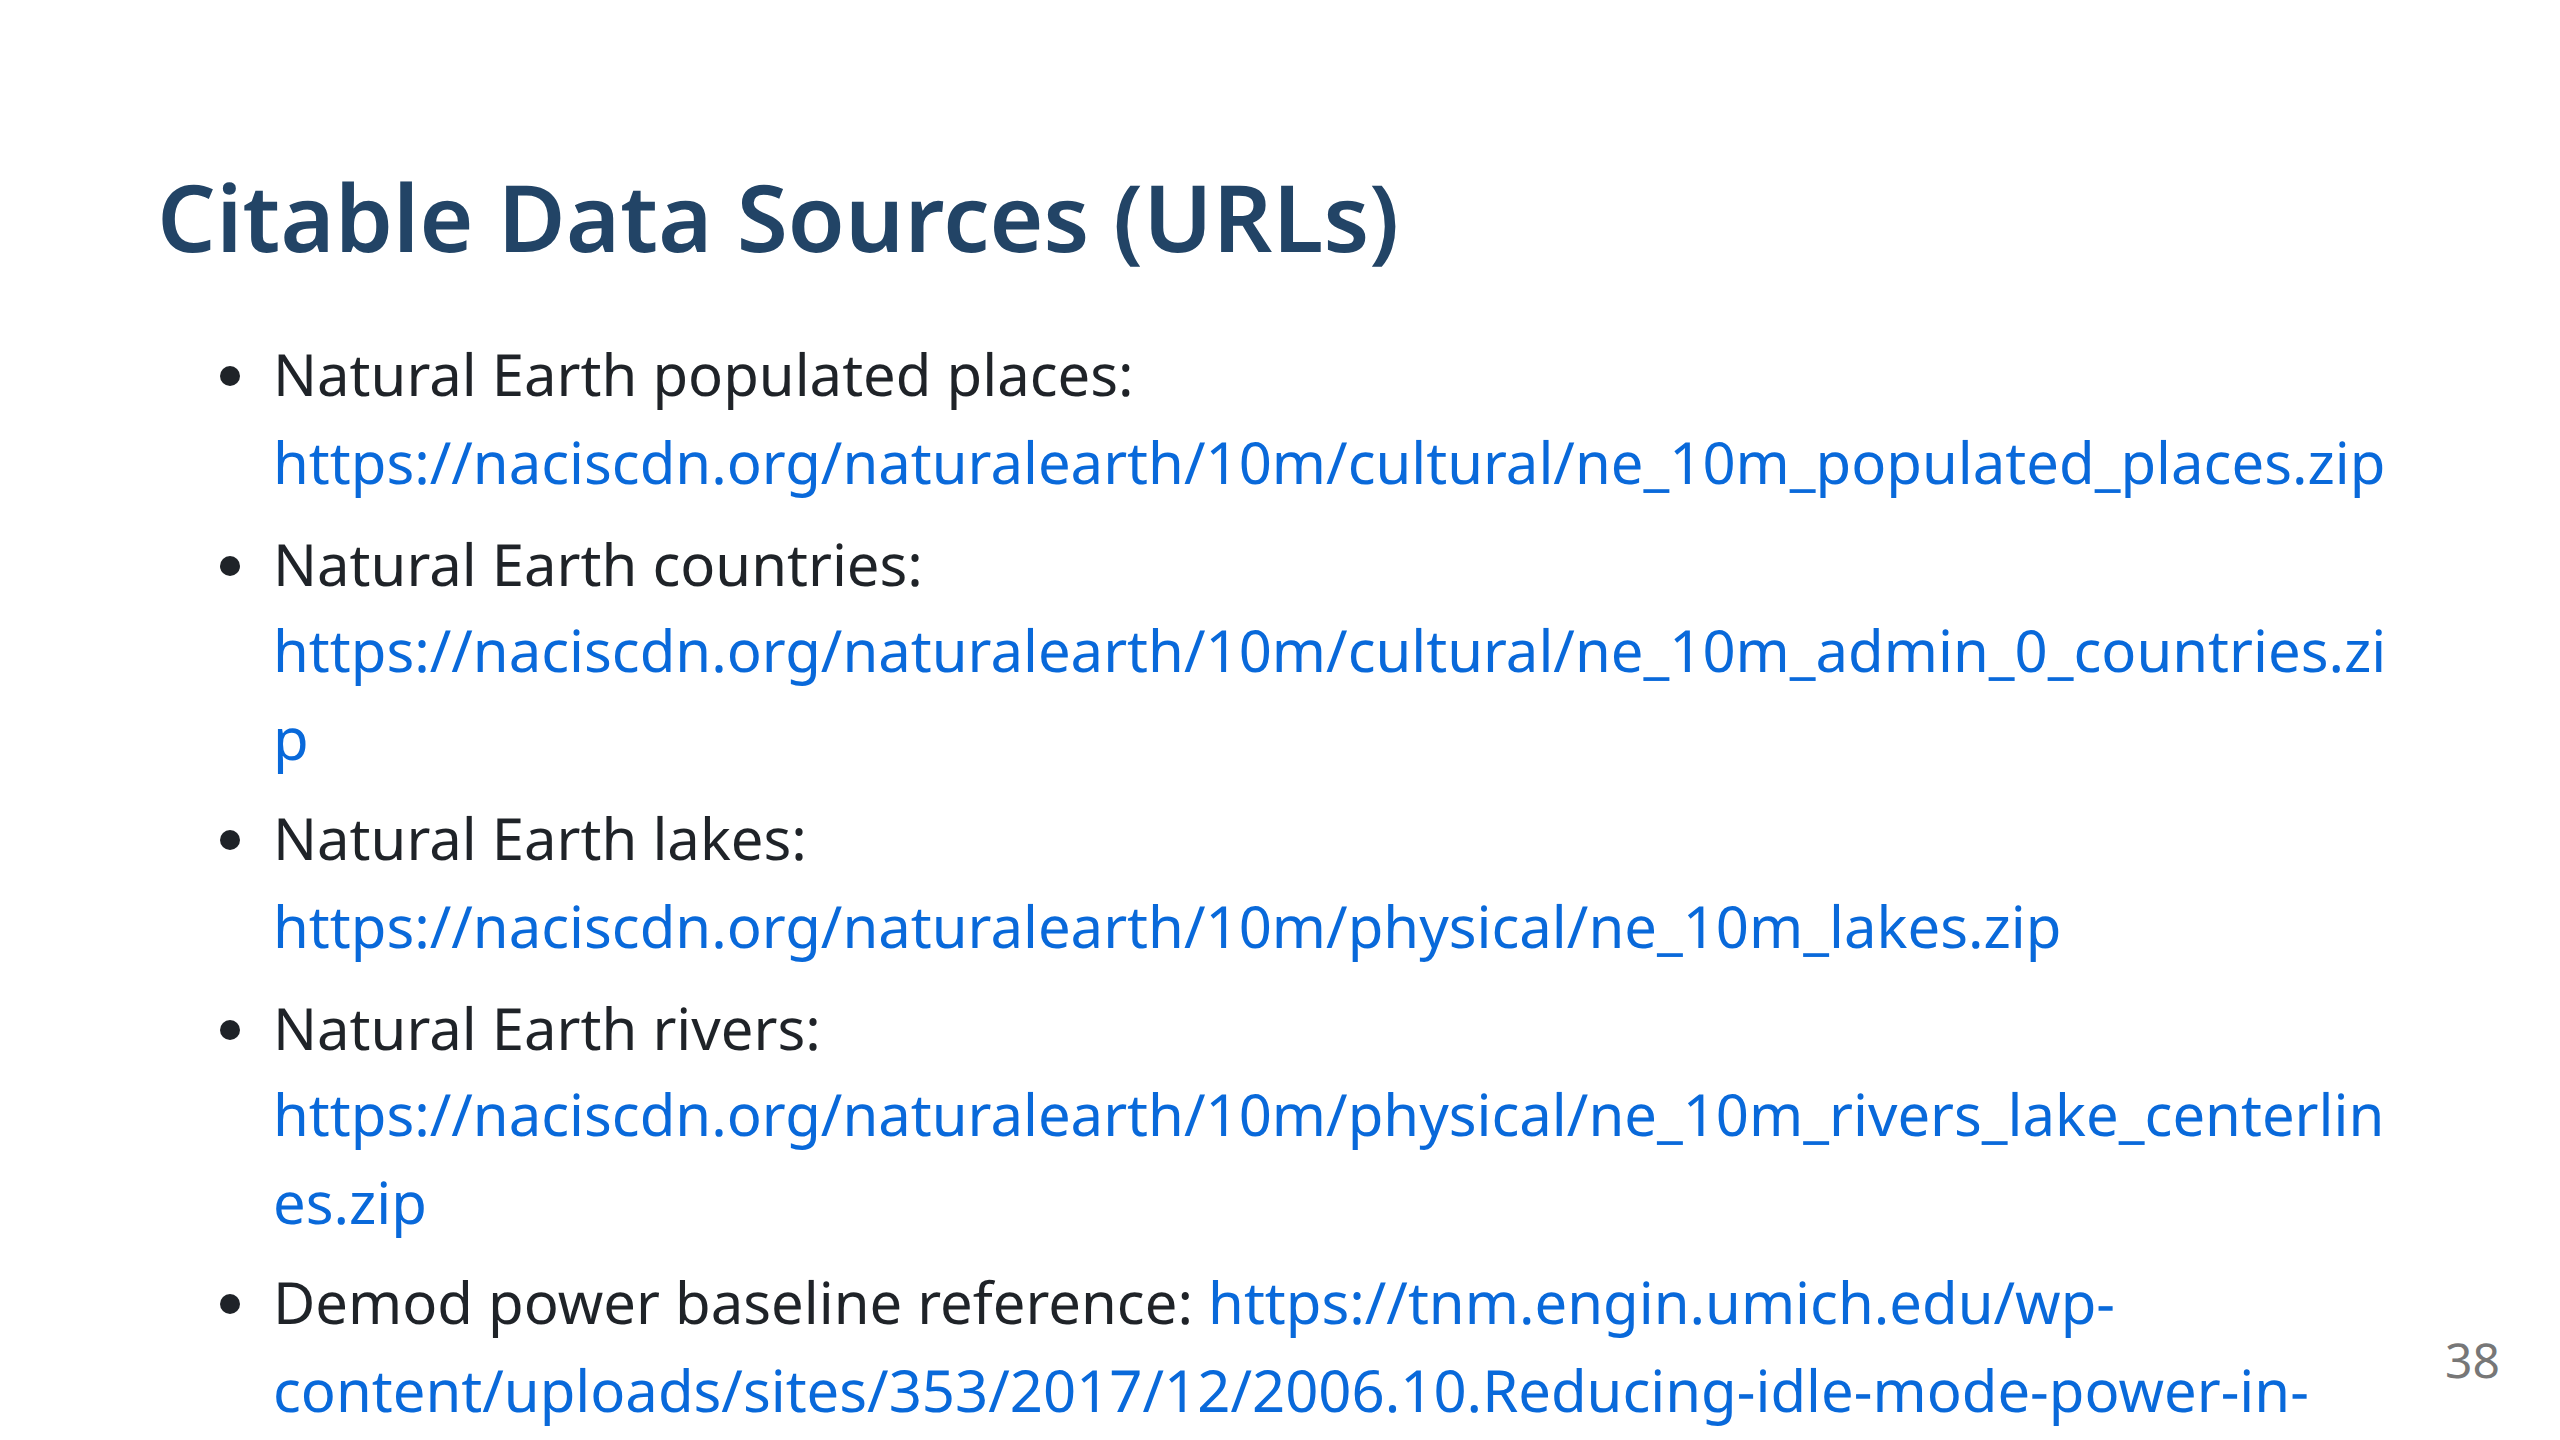 Citable Data Sources (URLs)
• Natural Earth populated places:
https://naciscdn.org/naturalearth/10m/cultural/ne_10m_populated_places.zip
• Natural Earth countries:
https://naciscdn.org/naturalearth/10m/cultural/ne_10m_admin_0_countries.zi
p
• Natural Earth lakes:
https://naciscdn.org/naturalearth/10m/physical/ne_10m_lakes.zip
• Natural Earth rivers:
https://naciscdn.org/naturalearth/10m/physical/ne_10m_rivers_lake_centerlin
es.zip
• Demod power baseline reference: https://tnm.engin.umich.edu/wp-
content/uploads/sites/353/2017/12/2006.10.Reducing-idle-mode-power-in-
38